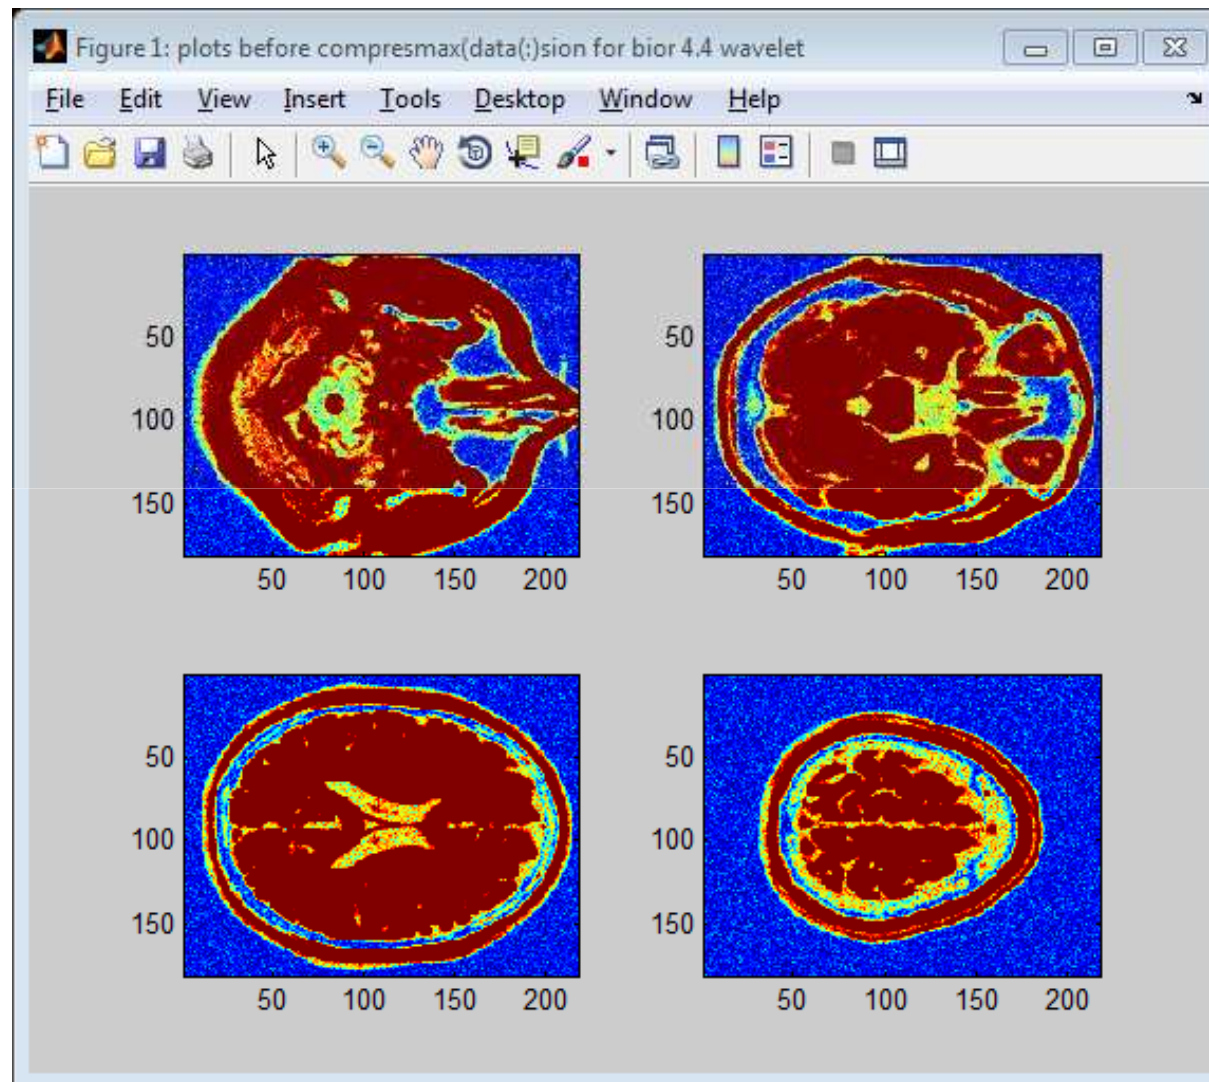 Figure 1: plots before compresmax(data(:)sion for bior 4.4 wavelet
File Edit View Insert Tools Desktop Window Help
50 50
100 100
150 150
50 100 150 200 50 100 150 200
50 50
100 100
150 150
50 100 150 200 50 100 150 200